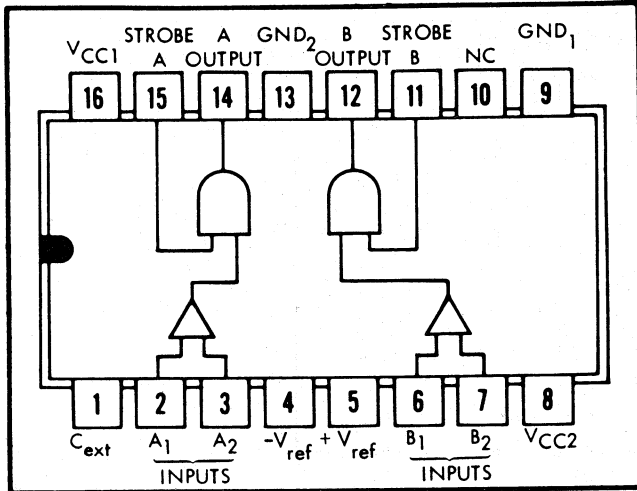 STROBE A GND2 B STROBE GND1
VCC1 A OUTPUT OUTPUT B NC
16 15 14 13 12 11 10 9
1 2 3 4 5 6 7 8
Cext A1 A2 -Vref + Vref B1 B2 VCC2
INPUTS INPUTS